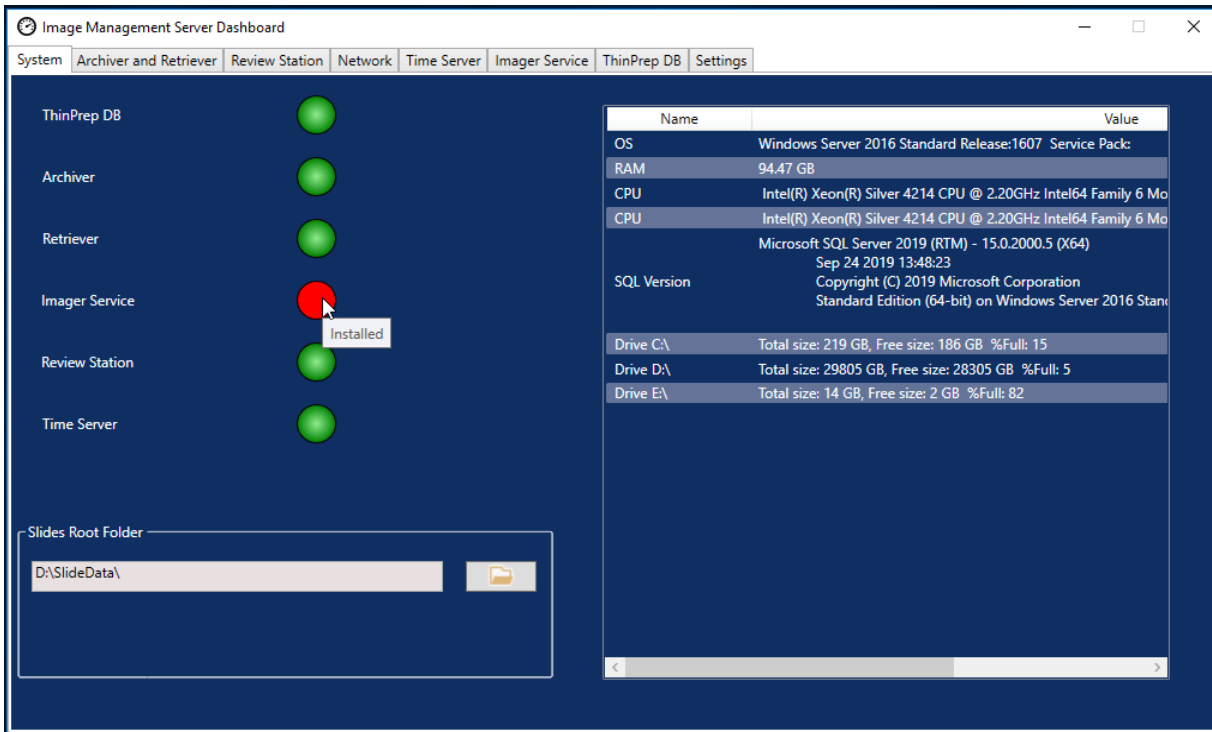 Image Management Server Dashboard
System Archiver and Retriever Review Station Network Time Server Imager Service ThinPrep DB Settings
ThinPrep DB
Archiver
Retriever
Imager Service
Installed
Review Station
Time Server
Slides Root Folder
D:\SlideData\
Name Value
OS Windows Server 2016 Standard Release:1607 Service Pack:
RAM 94.47 GB
CPU Intel(R) Xeon(R) Silver 4214 CPU @ 2.20GHz Intel64 Family 6 Mo
CPU Intel(R) Xeon(R) Silver 4214 CPU @ 2.20GHz Intel64 Family 6 Mo
Microsoft SQL Server 2019 (RTM) - 15.0.2000.5 (X64)
Sep 24 2019 13:48:23
SQL Version Copyright (C) 2019 Microsoft Corporation
Standard Edition (64-bit) on Windows Server 2016 Stan
Drive C:\ Total size: 219 GB, Free size: 186 GB %Full: 15
Drive D:\ Total size: 29805 GB, Free size: 28305 GB %Full: 5
Drive E:\ Total size: 14 GB, Free size: 2 GB %Full: 82